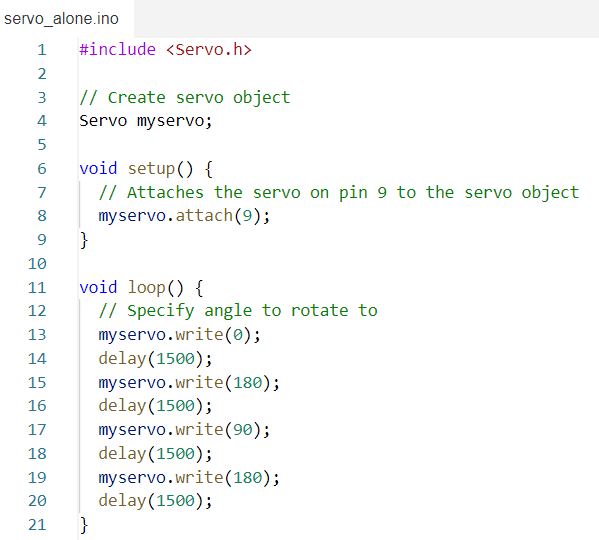 servo_alone.ino
1 #include <Servo.h>
2
3 // Create servo object
4 Servo myservo;
5
6 void setup() {
7   // Attaches the servo on pin 9 to the servo object
8   myservo.attach(9);
9 }
10
11 void loop() {
12   // Specify angle to rotate to
13   myservo.write(0);
14   delay(1500);
15   myservo.write(180);
16   delay(1500);
17   myservo.write(90);
18   delay(1500);
19   myservo.write(180);
20   delay(1500);
21 }